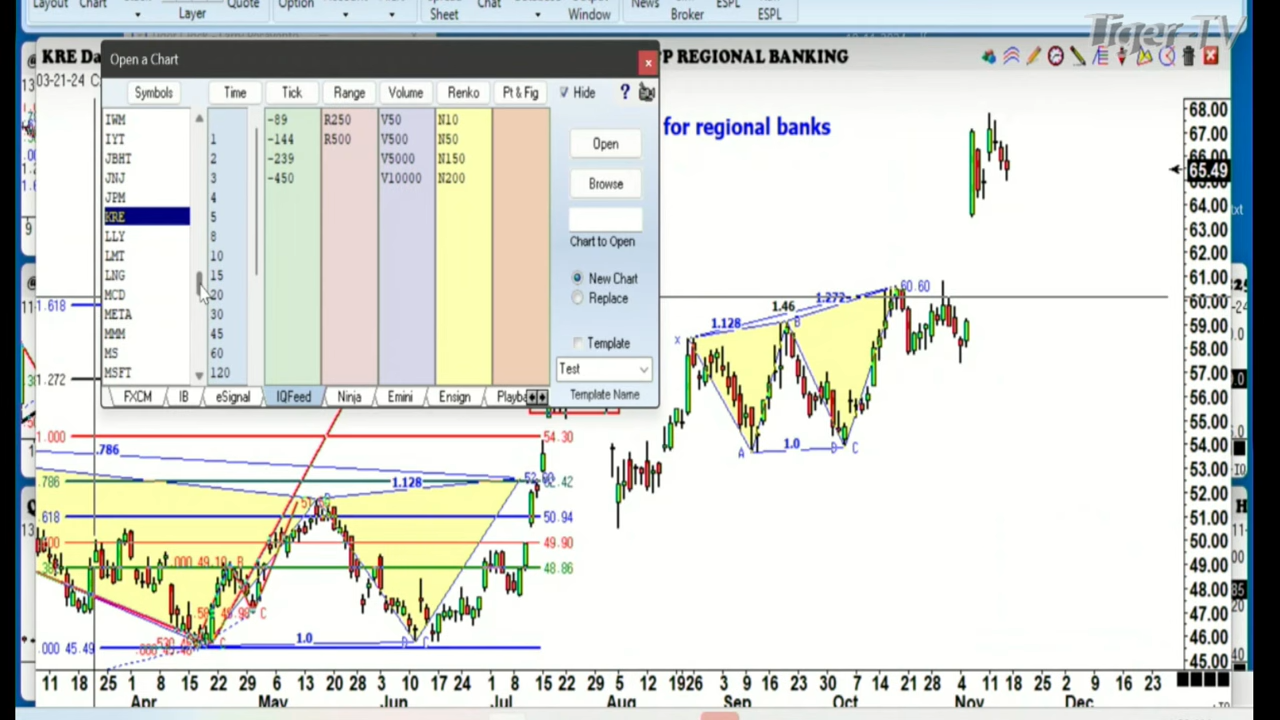 Layout Chart Quote Option
Layer Sheet Chat Output News Broker ESPL
Window ESPL
Tiger-TV
KRE Da
P REGIONAL BANKING
03-21-24
Open a Chart
Symbols Time Tick Range Volume Renko Pt & Fig Hide ?
IWM -89 R250 V50 N10
IYT 1 -144 R500 V500 N50
JBHT 2 -239 V5000 N150
JNJ 3 -450 V10000 N200
JPM 4
KRE 5
LLY 8
LMT 10
LNG 15
MCD 20
META 30
MMM 45
MS 60
MSFT 120
Open
Browse
Chart to Open
New Chart
Replace
Template
Test
Template Name
FXCM IB eSignal IQFeed Ninja Emini Ensign Playba
for regional banks
68.00
67.00
66.00
65.49
64.00
63.00
62.00
61.00
60.00
59.00
58.00
57.00
56.00
55.00
54.00
53.00
52.00
51.00
50.00
49.00
48.00
47.00
46.00
45.00
60.60
1.272
1.46
1.128
X B
A 1.0 D C
1.618
1.272
1.000 54.30
.786
.786 1.128 52.42
618 50.94
49.90
48.86
.000 49.10 B
C
1.0 D C
.000 45.49
11 18 25 1 8 15 22 29 6 13 20 28 3 10 17 24 1 8 15 22 29 5 12 19 26 3 9 16 23 30 7 14 21 28 4 11 18 25 2 9 16 23
Apr May Jun Jul Aug Sep Oct Nov Dec